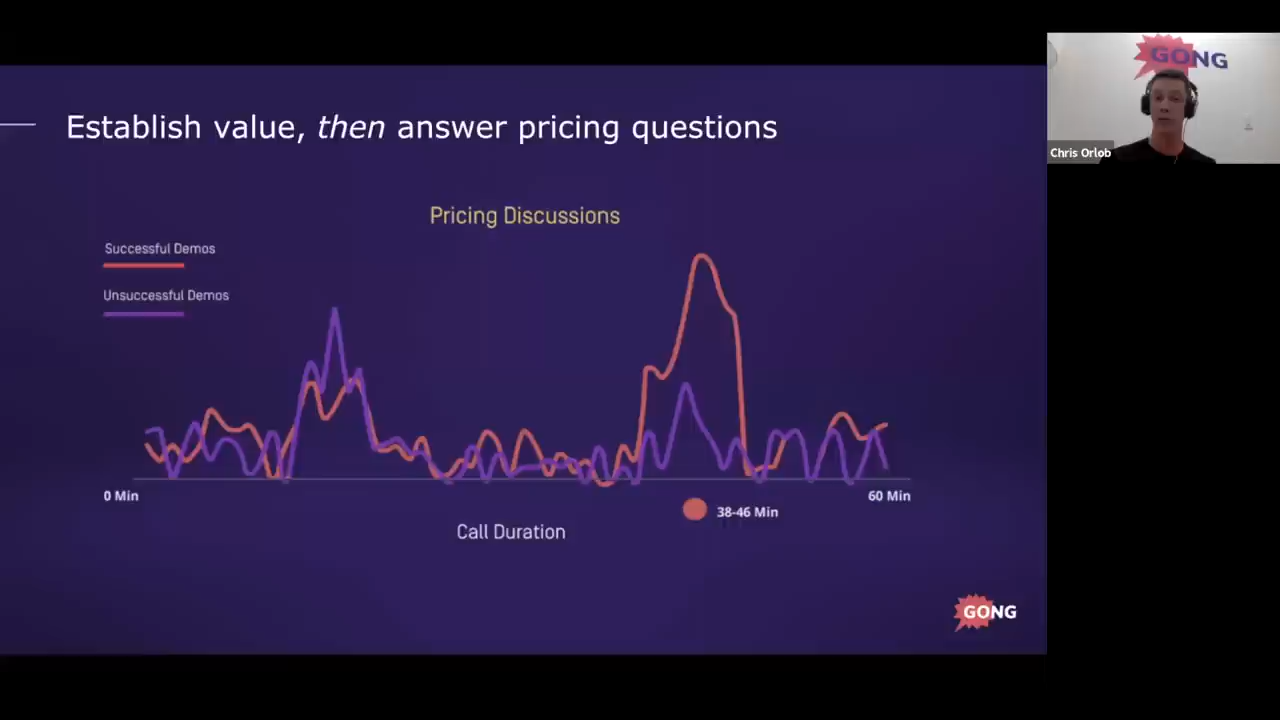 GONG
Chris Orlob
Establish value, then answer pricing questions
Pricing Discussions
Successful Demos
Unsuccessful Demos
0 Min
60 Min
38-46 Min
Call Duration
GONG